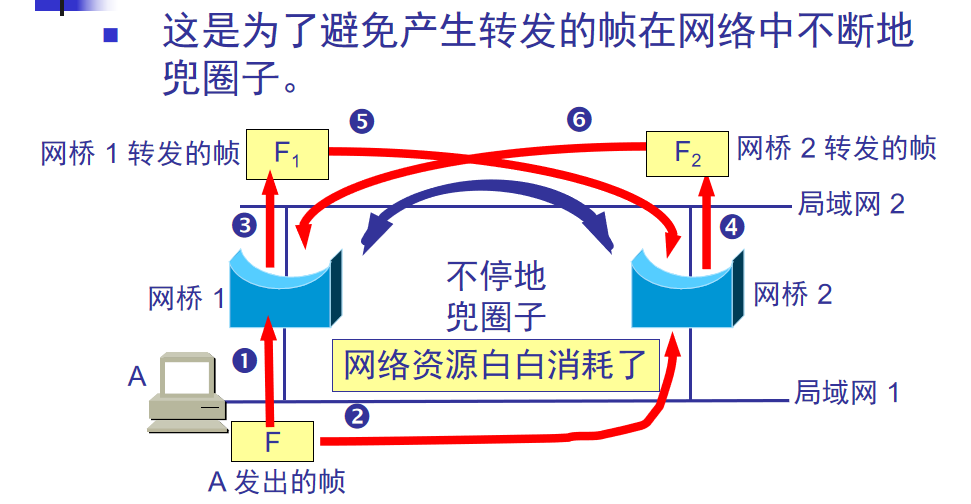 这是为了避免产生转发的帧在网络中不断地
兜圈子。
❺ ❻
网桥 1 转发的帧 F1 F2 网桥 2 转发的帧
局域网 2
❸ ❹
不停地
兜圈子
网桥 1 网桥 2
❶ 网络资源白白消耗了
A
❷ 局域网 1
F
A 发出的帧